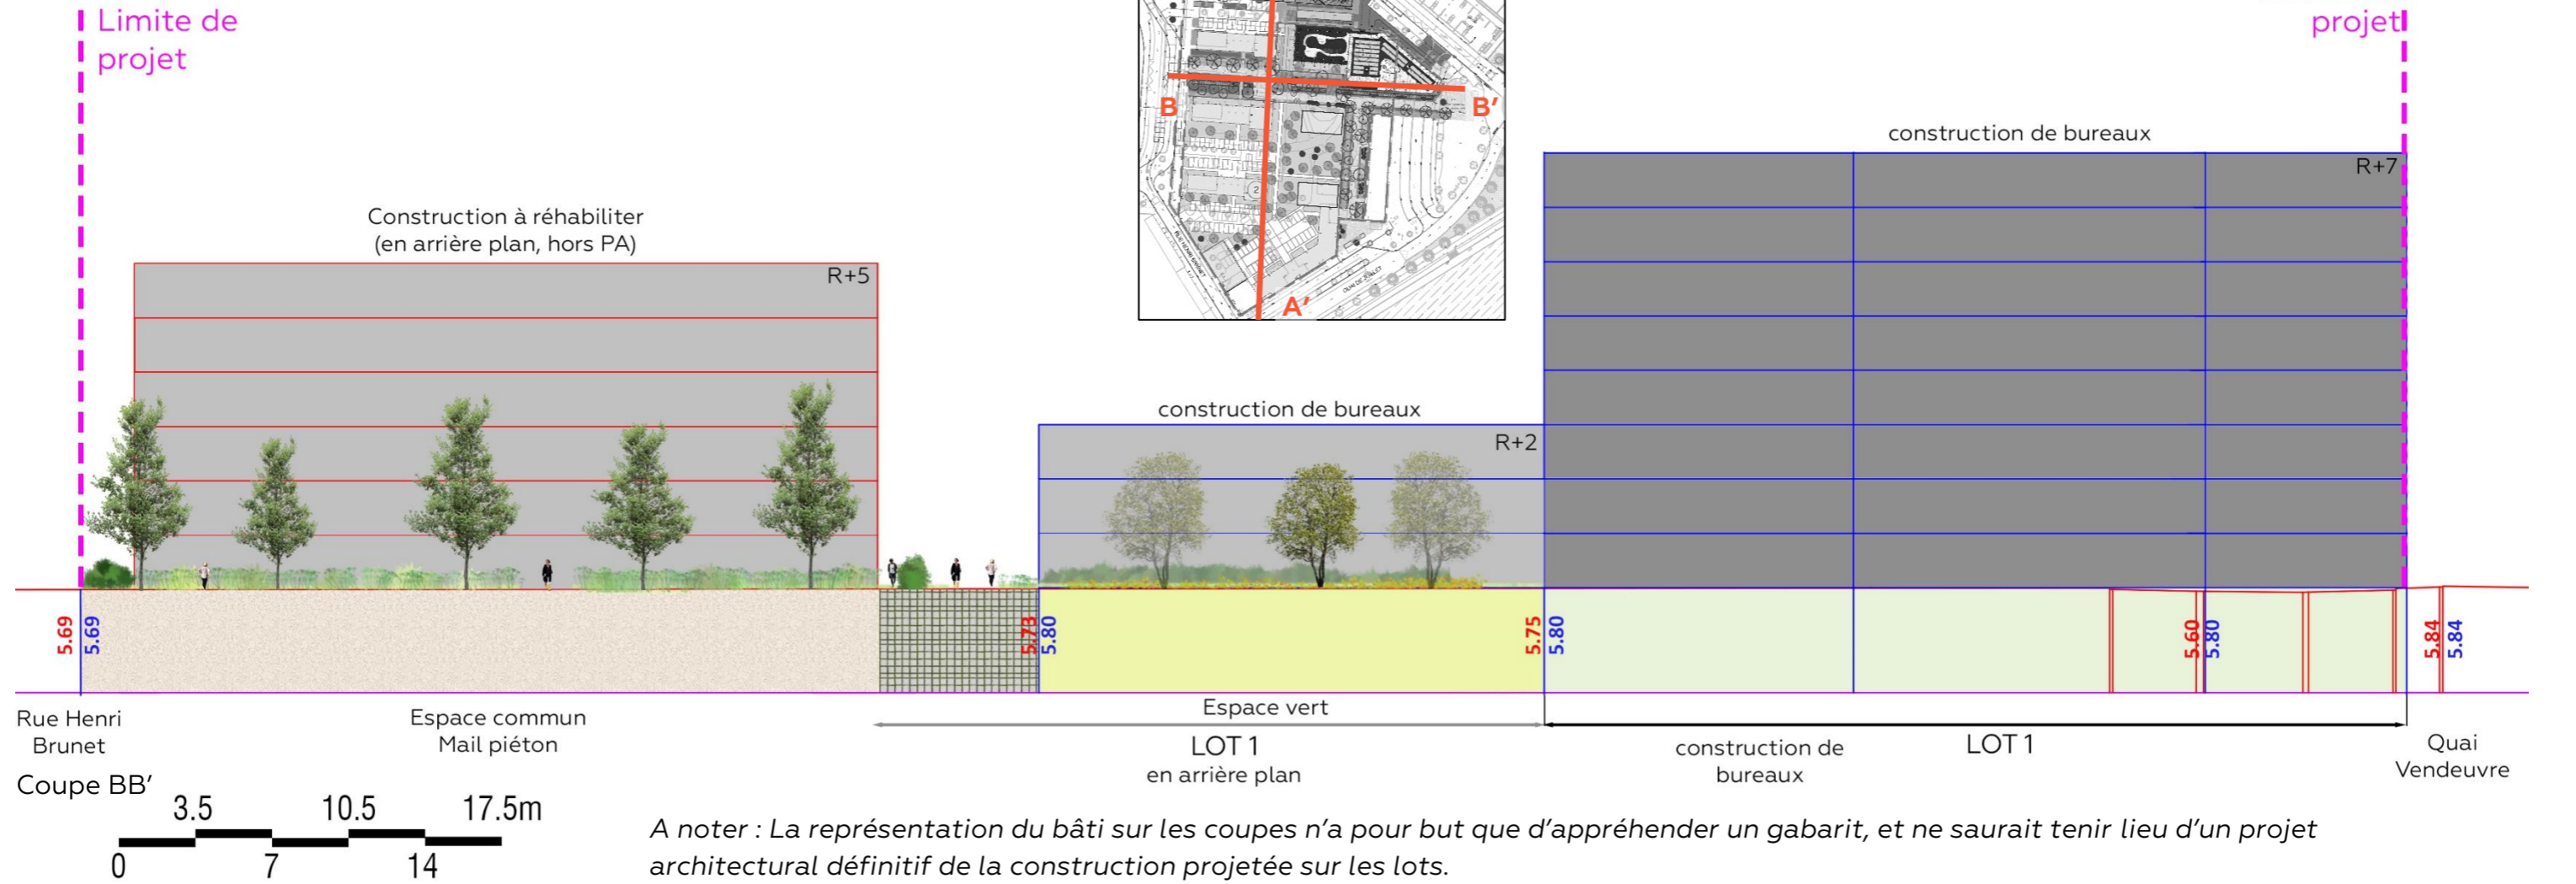 Limite de
projet
projet
B
B'
A'
construction de bureaux
R+7
Construction à réhabiliter
(en arrière plan, hors PA)
R+5
construction de bureaux
R+2
5.69
5.69
5.73
5.80
5.75
5.80
5.60
5.80
5.84
5.84
Rue Henri
Brunet
Espace commun
Mail piéton
Espace vert
LOT 1
en arrière plan
construction de
bureaux
LOT 1
Quai
Vendeuvre
Coupe BB'
3.5 10.5 17.5m
0 7 14
A noter : La représentation du bâti sur les coupes n'a pour but que d'appréhender un gabarit, et ne saurait tenir lieu d'un projet
architectural définitif de la construction projetée sur les lots.